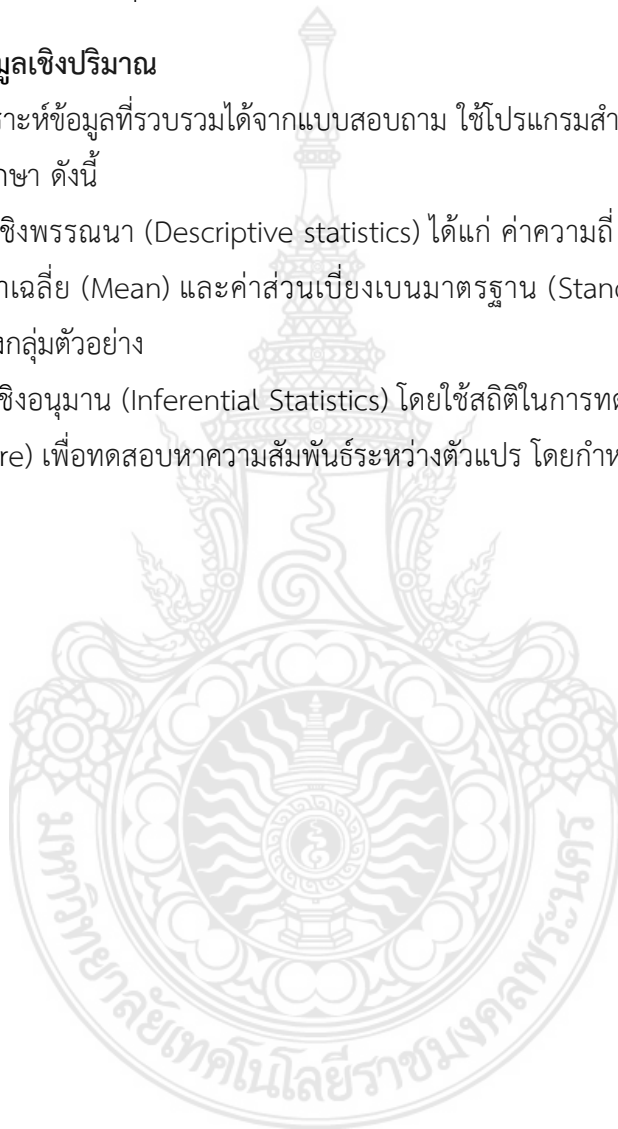 มูลเชิงปริมาณ
ราะห์ข้อมูลที่รวบรวมได้จากแบบสอบถาม ใช้โปรแกรมสำ
กษา ดังนี้
เชิงพรรณนา (Descriptive statistics) ได้แก่ ค่าความถี่
าเฉลี่ย (Mean) และค่าส่วนเบี่ยงเบนมาตรฐาน (Stand
งกลุ่มตัวอย่าง
เชิงอนุมาน (Inferential Statistics) โดยใช้สถิติในการทด
re) เพื่อทดสอบหาความสัมพันธ์ระหว่างตัวแปร โดยกำห
มหาวิทยาลัยเทคโนโลยีราชมงคลพระนคร